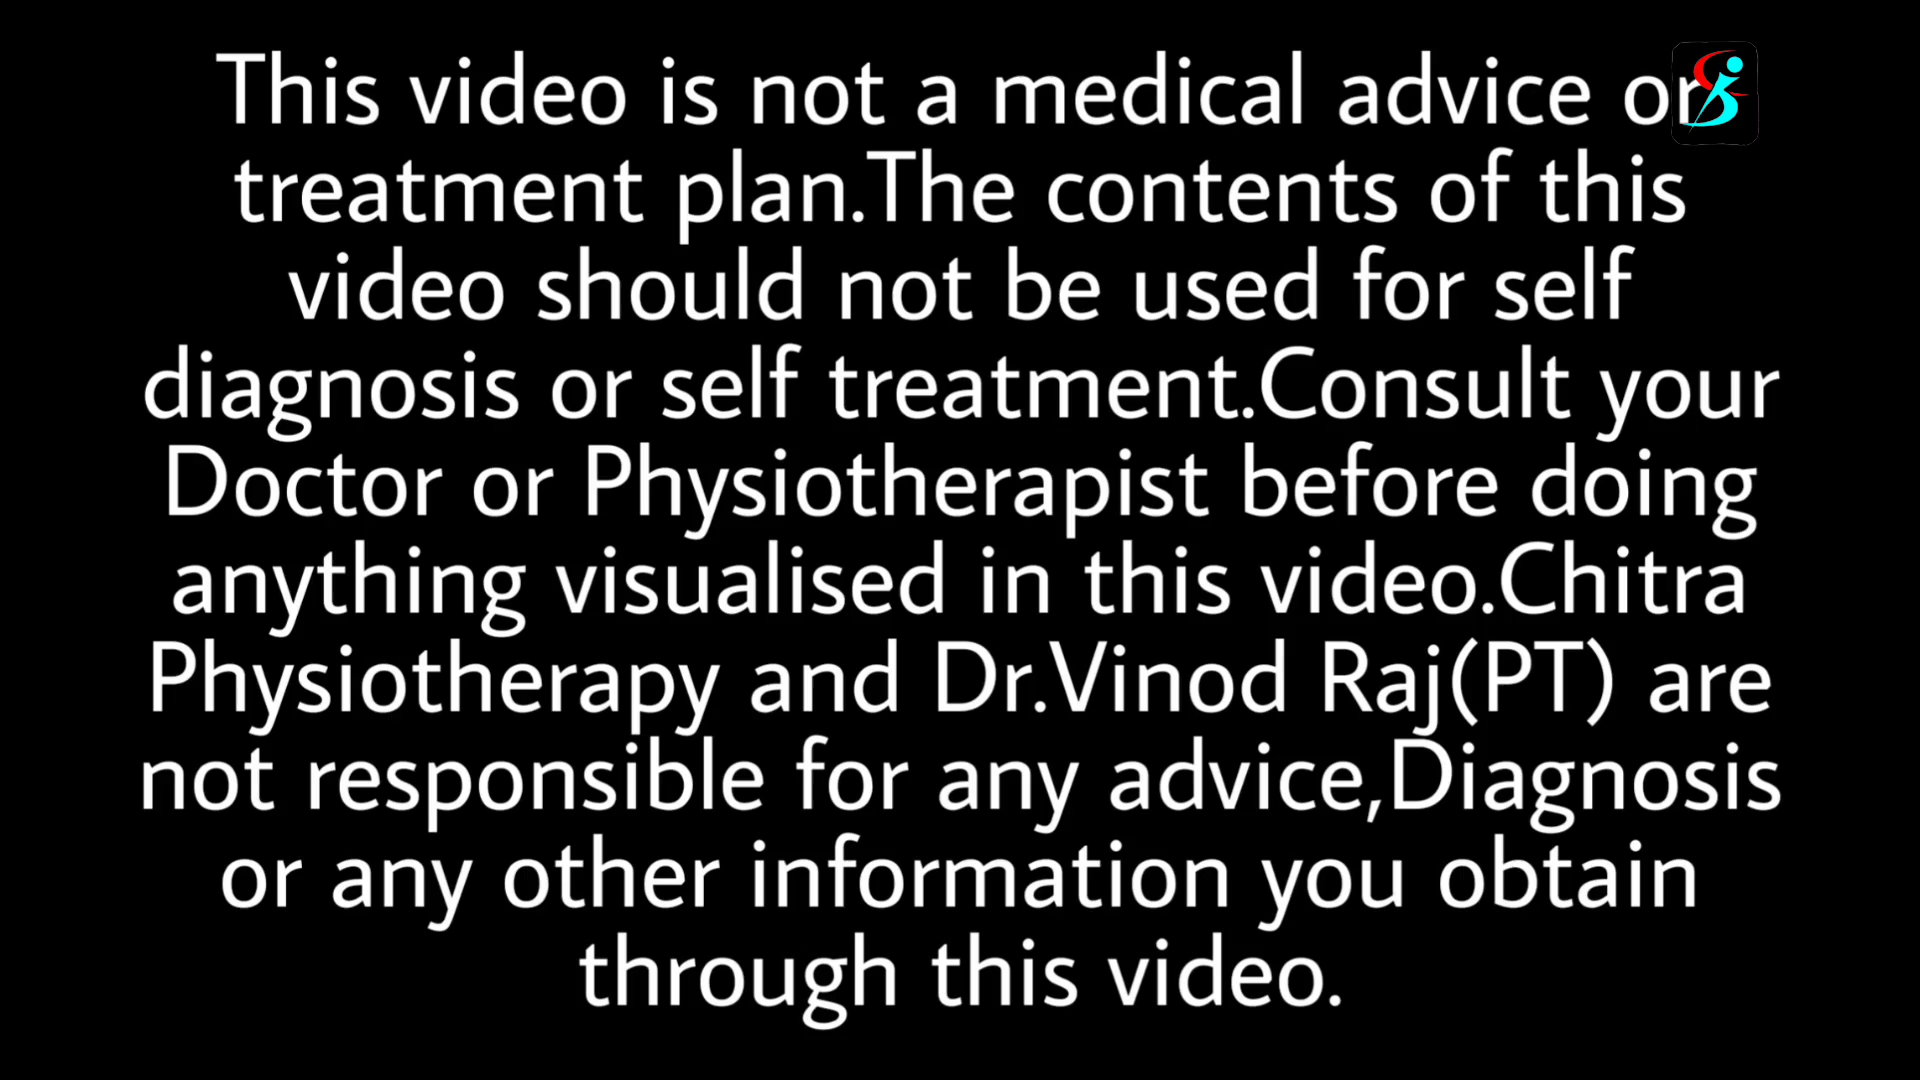 This video is not a medical advice or
treatment plan.The contents of this
video should not be used for self
diagnosis or self treatment.Consult your
Doctor or Physiotherapist before doing
anything visualised in this video.Chitra
Physiotherapy and Dr.Vinod Raj(PT) are
not responsible for any advice,Diagnosis
or any other information you obtain
through this video.